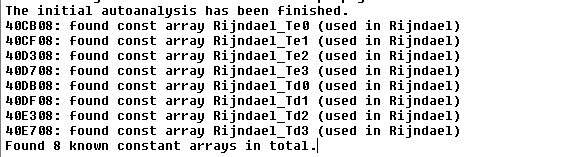 The initial autoanalysis has been finished.
40CB08: found const array Rijndael_Te0 (used in Rijndael)
40CF08: found const array Rijndael_Te1 (used in Rijndael)
40D308: found const array Rijndael_Te2 (used in Rijndael)
40D708: found const array Rijndael_Te3 (used in Rijndael)
40DB08: found const array Rijndael_Td0 (used in Rijndael)
40DF08: found const array Rijndael_Td1 (used in Rijndael)
40E308: found const array Rijndael_Td2 (used in Rijndael)
40E708: found const array Rijndael_Td3 (used in Rijndael)
Found 8 known constant arrays in total.